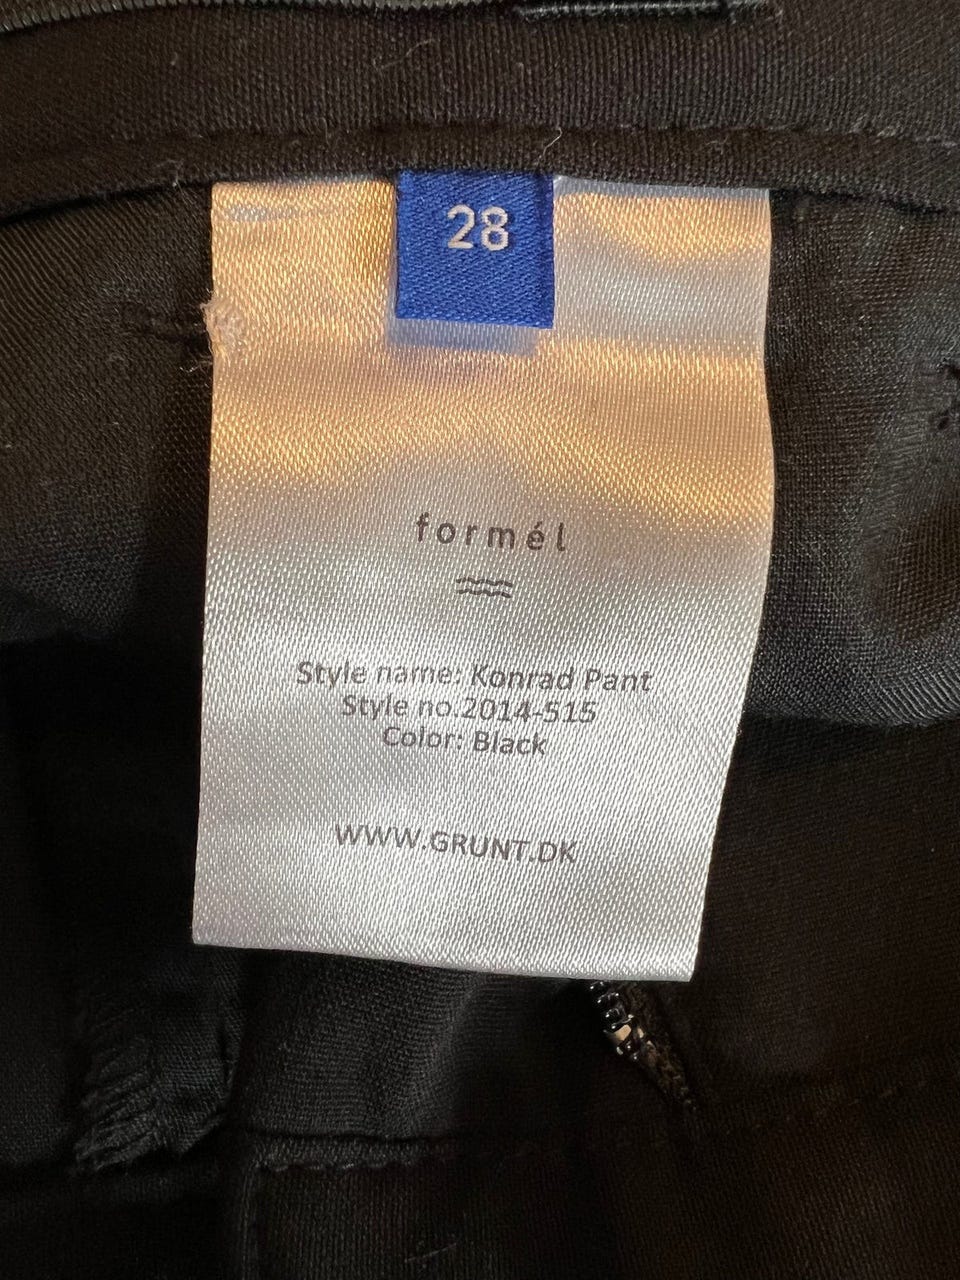 28
formél
Style name: Konrad Pant
Style no.2014-515
Color: Black
WWW.GRUNT.DK